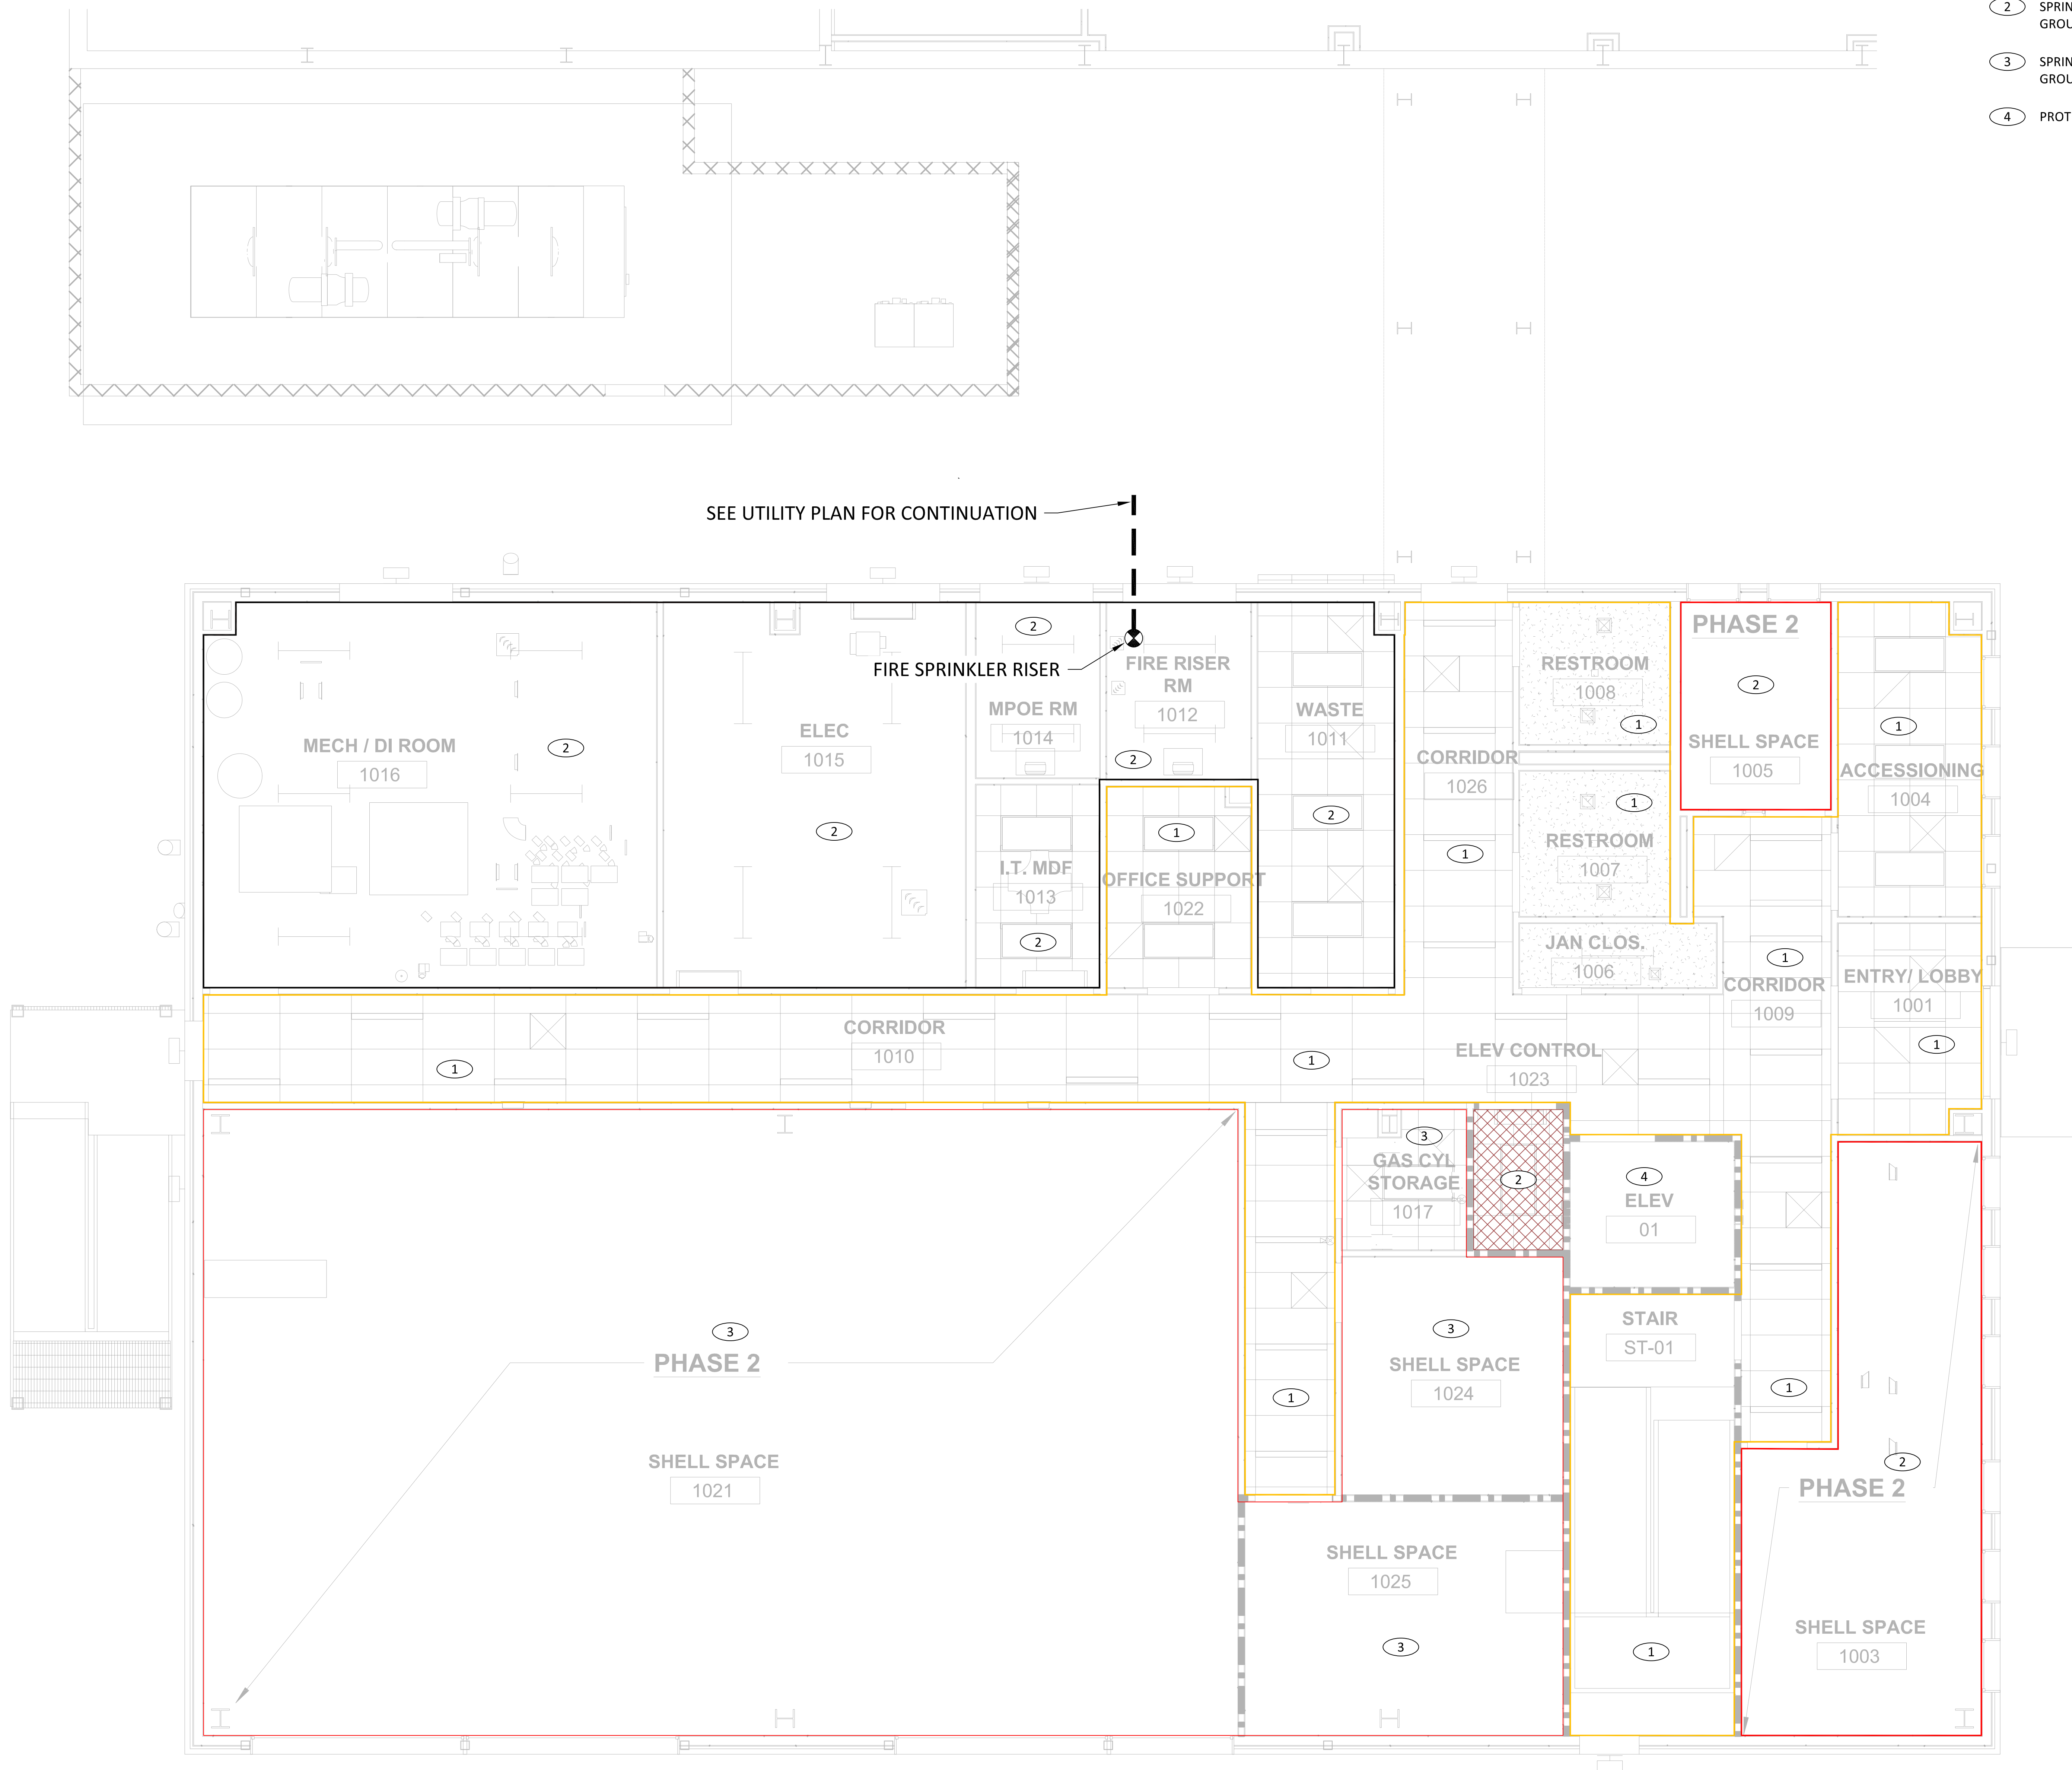 2 SPRIN
GROU
3 SPRIN
GROU
4 PROT
SEE UTILITY PLAN FOR CONTINUATION
FIRE SPRINKLER RISER
MECH / DI ROOM
1016
2
ELEC
1015
2
2
MPOE RM
1014
FIRE RISER
RM
1012
2
WASTE
1011
2
I.T. MDF
1013
2
1
OFFICE SUPPORT
1022
CORRIDOR
1026
1
RESTROOM
1008
1
1
RESTROOM
1007
JAN CLOS.
1006
PHASE 2
2
SHELL SPACE
1005
1
ACCESSIONING
1004
1
CORRIDOR
1009
ENTRY/ LOBBY
1001
1
CORRIDOR
1010
1
1
ELEV CONTROL
1023
3
GAS CYL
STORAGE
1017
2
4
ELEV
01
3
PHASE 2
SHELL SPACE
1021
1
3
SHELL SPACE
1024
STAIR
ST-01
1
2
PHASE 2
SHELL SPACE
1025
3
1
SHELL SPACE
1003